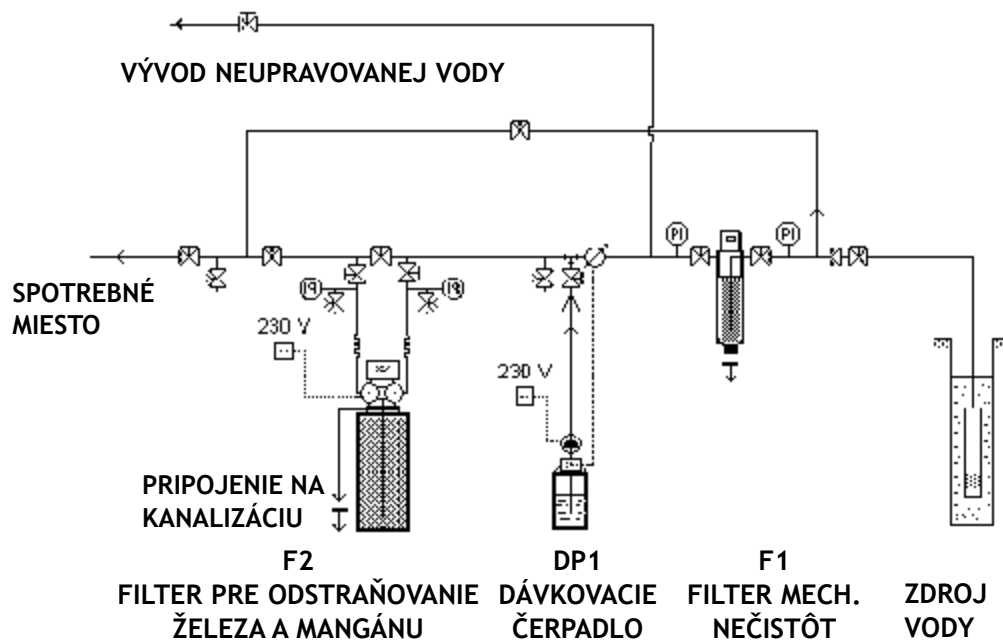 VÝVOD NEUPRAVOVANEJ VODY
PI
PI
SPOTREBNÉ
MIESTO
230 V
230 V
PRIPOJENIE NA
KANALIZÁCIU
F2
FILTER PRE ODSTRAŇOVANIE
ŽELEZA A MANGÁNU
DP1
DÁVKOVACIE
ČERPADLO
F1
FILTER MECH.
NEČISTÔT
ZDROJ
VODY